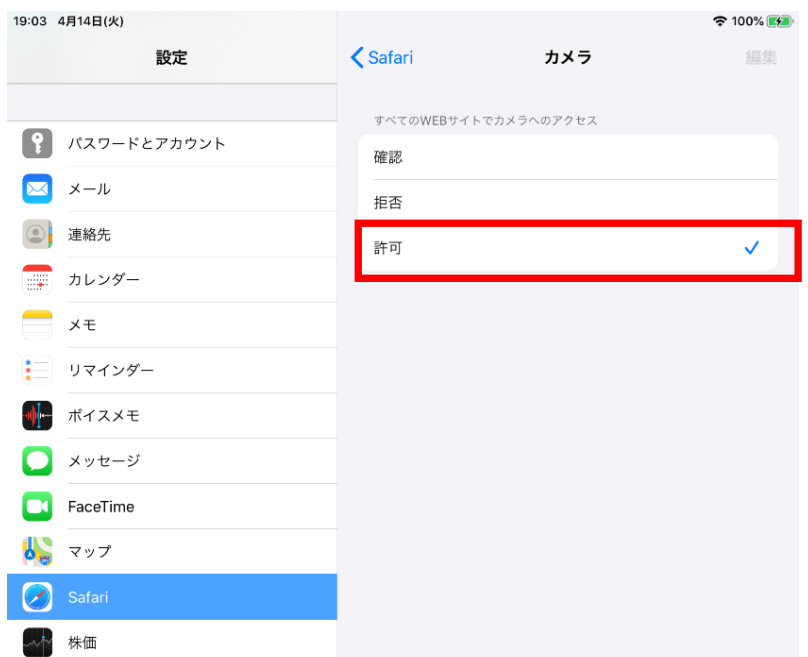 19:03 4月14日(火)
100%
設定
パスワードとアカウント
メール
連絡先
カレンダー
メモ
リマインダー
ボイスメモ
メッセージ
FaceTime
マップ
Safari
株価
Safari
カメラ
編集
すべてのWEBサイトでカメラへのアクセス
確認
拒否
許可